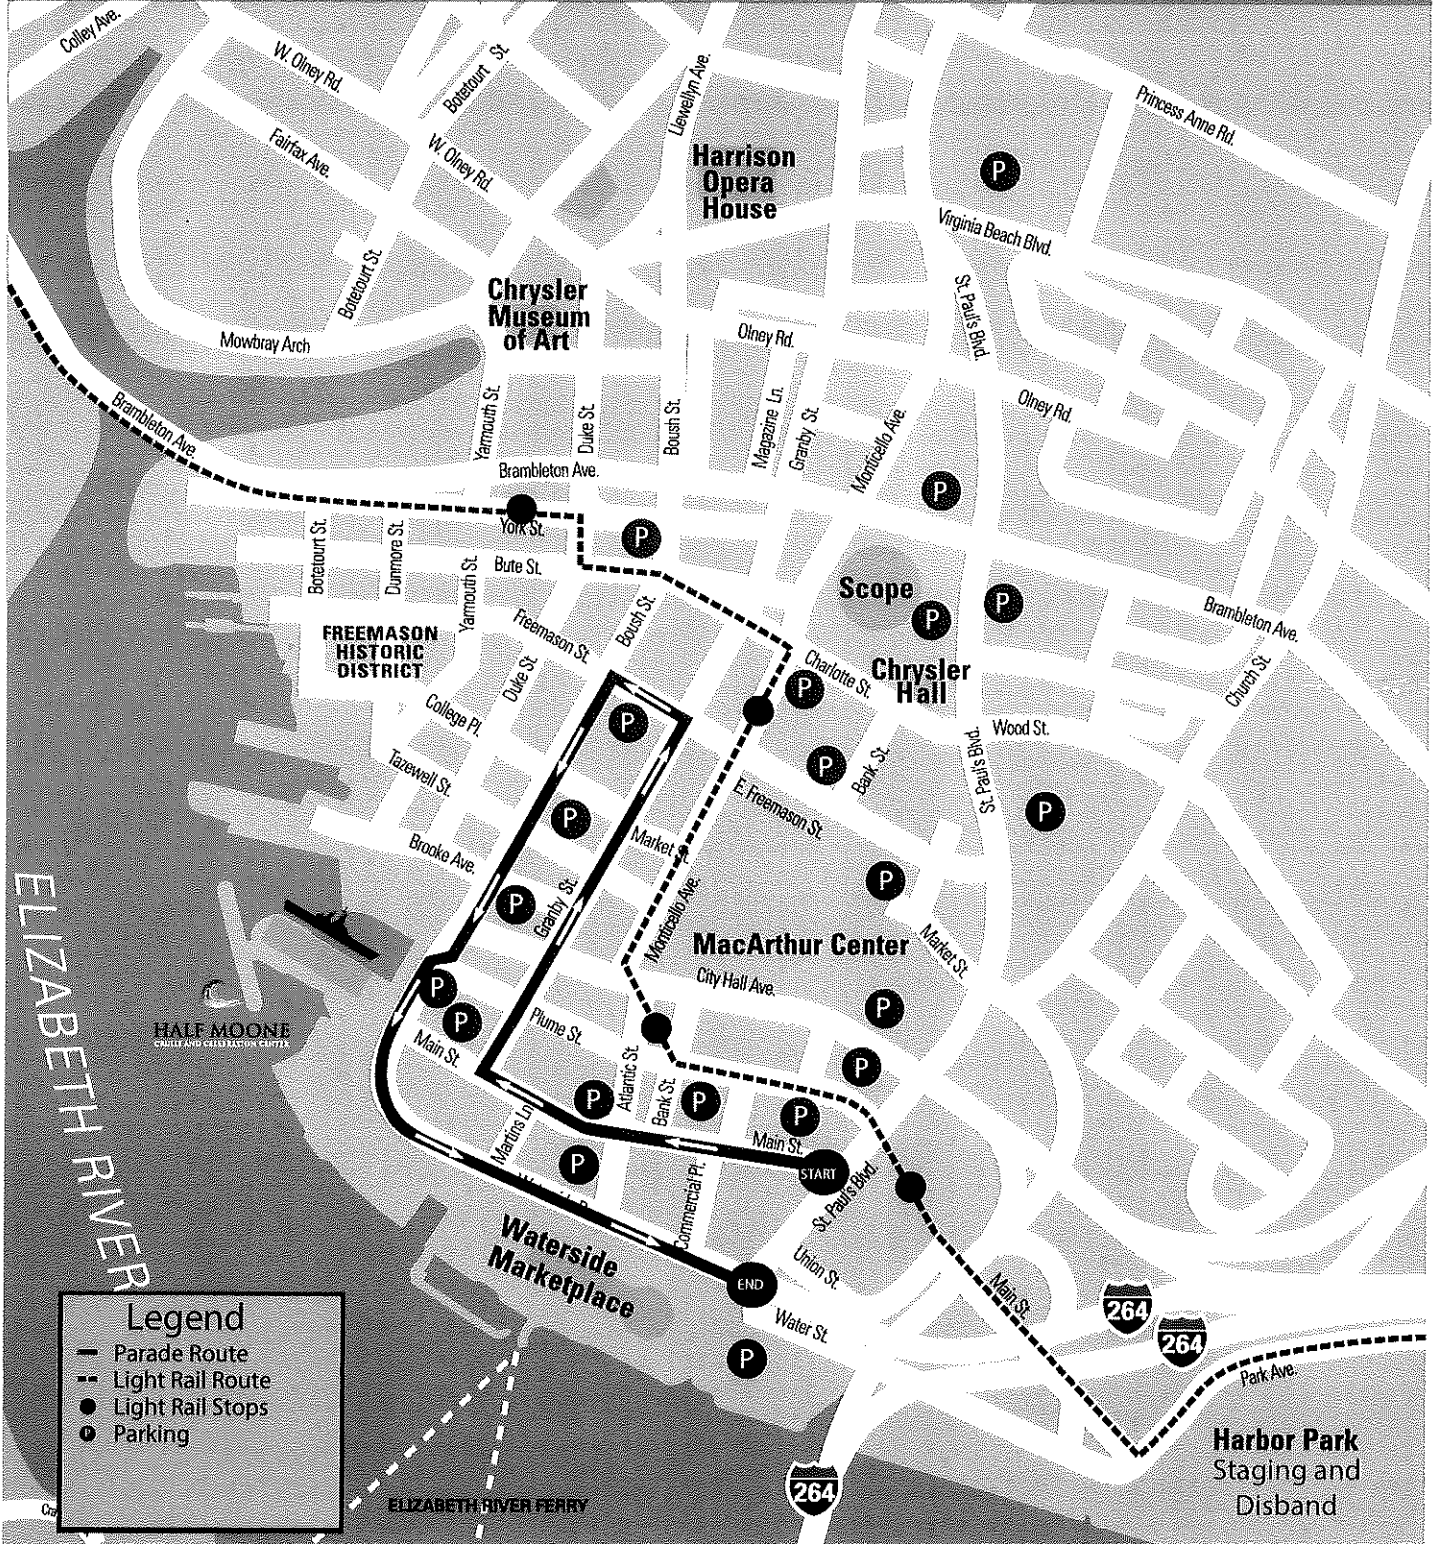 Colley Ave.
W. Olney Rd.
Botetourt St.
Llewellyn Ave.
Princess Anne Rd.
Fairfax Ave.
W. Olney Rd.
Harrison
Opera
House
P
Virginia Beach Blvd.
Botetourt St.
Chrysler
Museum
of Art
St. Paul's Blvd.
Mowbray Arch
Olney Rd.
Brambleton Ave.
Yarmouth St.
Duke St.
Boush St.
Magazine Ln.
Granby St.
Monticello Ave.
Olney Rd.
Brambleton Ave.
P
York St.
P
Botetourt St.
Dunmore St.
Yarmouth St.
Bute St.
Scope
P
P
Brambleton Ave.
FREEMASON
HISTORIC
DISTRICT
Freemason St.
Boush St.
Duke St.
Charlotte St.
P
Chrysler
Hall
Church St.
College Pl.
P
Wood St.
St. Paul's Blvd.
Tazewell St.
P
Bank St.
E. Freemason St.
P
P
Market St.
Brooke Ave.
P
Granby St.
Monticello Ave.
P
MacArthur Center
Market St.
ELIZABETH RIVER
City Hall Ave.
P
P
P
HALF MOONE
CRUISE AND CELEBRATION CENTER
Main St.
Plume St.
Atlantic St.
Bank St.
P
P
P
P
Martins Ln.
Main St.
START
P
Commercial Pl.
St. Paul's Blvd.
Waterside
Marketplace
Union St.
END
Main St.
264
264
Water St.
P
Park Ave.
Legend
Parade Route
Light Rail Route
Light Rail Stops
P Parking
Harbor Park
Staging and
Disband
264
ELIZABETH RIVER FERRY